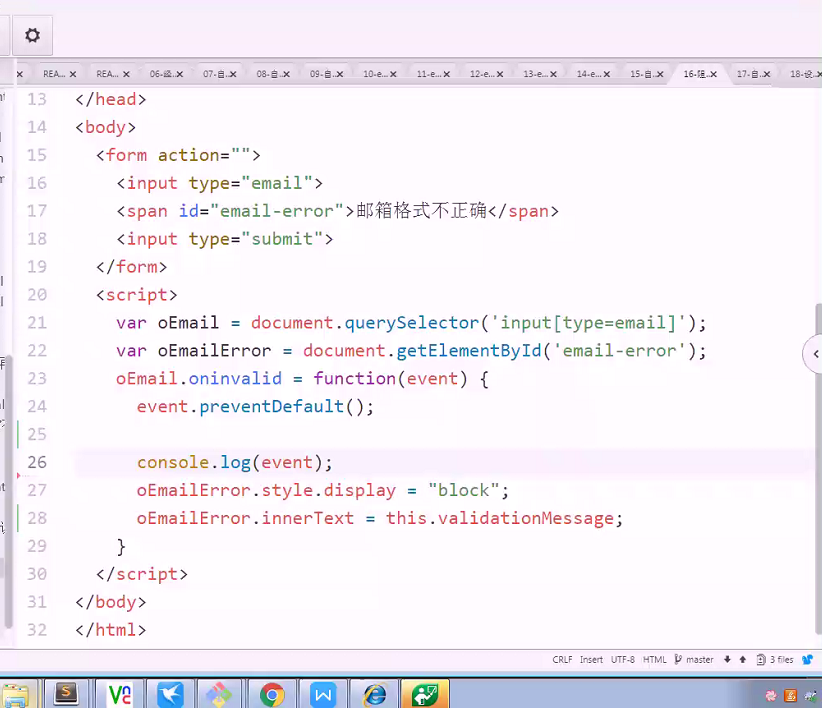 REA... REA... 06-经... 07-自... 08-自... 09-自... 10-e... 11-e... 12-e... 13-e... 14-e... 15-自... 16-阻... 17-自... 18-设...
13 </head>
14 <body>
15 <form action="">
16 <input type="email">
17 <span id="email-error">邮箱格式不正确</span>
18 <input type="submit">
19 </form>
20 <script>
21 var oEmail = document.querySelector('input[type=email]');
22 var oEmailError = document.getElementById('email-error');
23 oEmail.oninvalid = function(event) {
24 event.preventDefault();
25
26 console.log(event);
27 oEmailError.style.display = "block";
28 oEmailError.innerText = this.validationMessage;
29 }
30 </script>
31 </body>
32 </html>
CRLF Insert UTF-8 HTML master 3 files